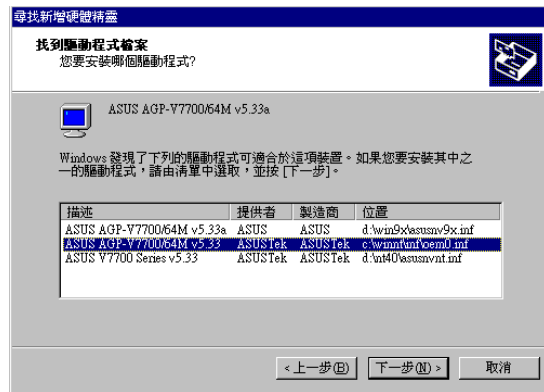 尋找新增硬體精靈
找到驅動程式檔案
您要安裝哪個驅動程式?
ASUS AGP-V7700/64M v5.33a
Windows 發現了下列的驅動程式可適合於這項裝置。如果您要安裝其中之
一的驅動程式，請由清單中選取，並按 [下一步]。
描述 提供者 製造商 位置
ASUS AGP-V7700/64M v5.33a ASUS ASUS d:\win9x\asusnv9x.inf
ASUS AGP-V7700/64M v5.33 ASUSTek ASUSTek c:\winnt\inf\oem0.inf
ASUS V7700 Series v5.33 ASUSTek ASUSTek d:\nt40\asusnvnt.inf
<上一步(B) 下一步(N)> 取消